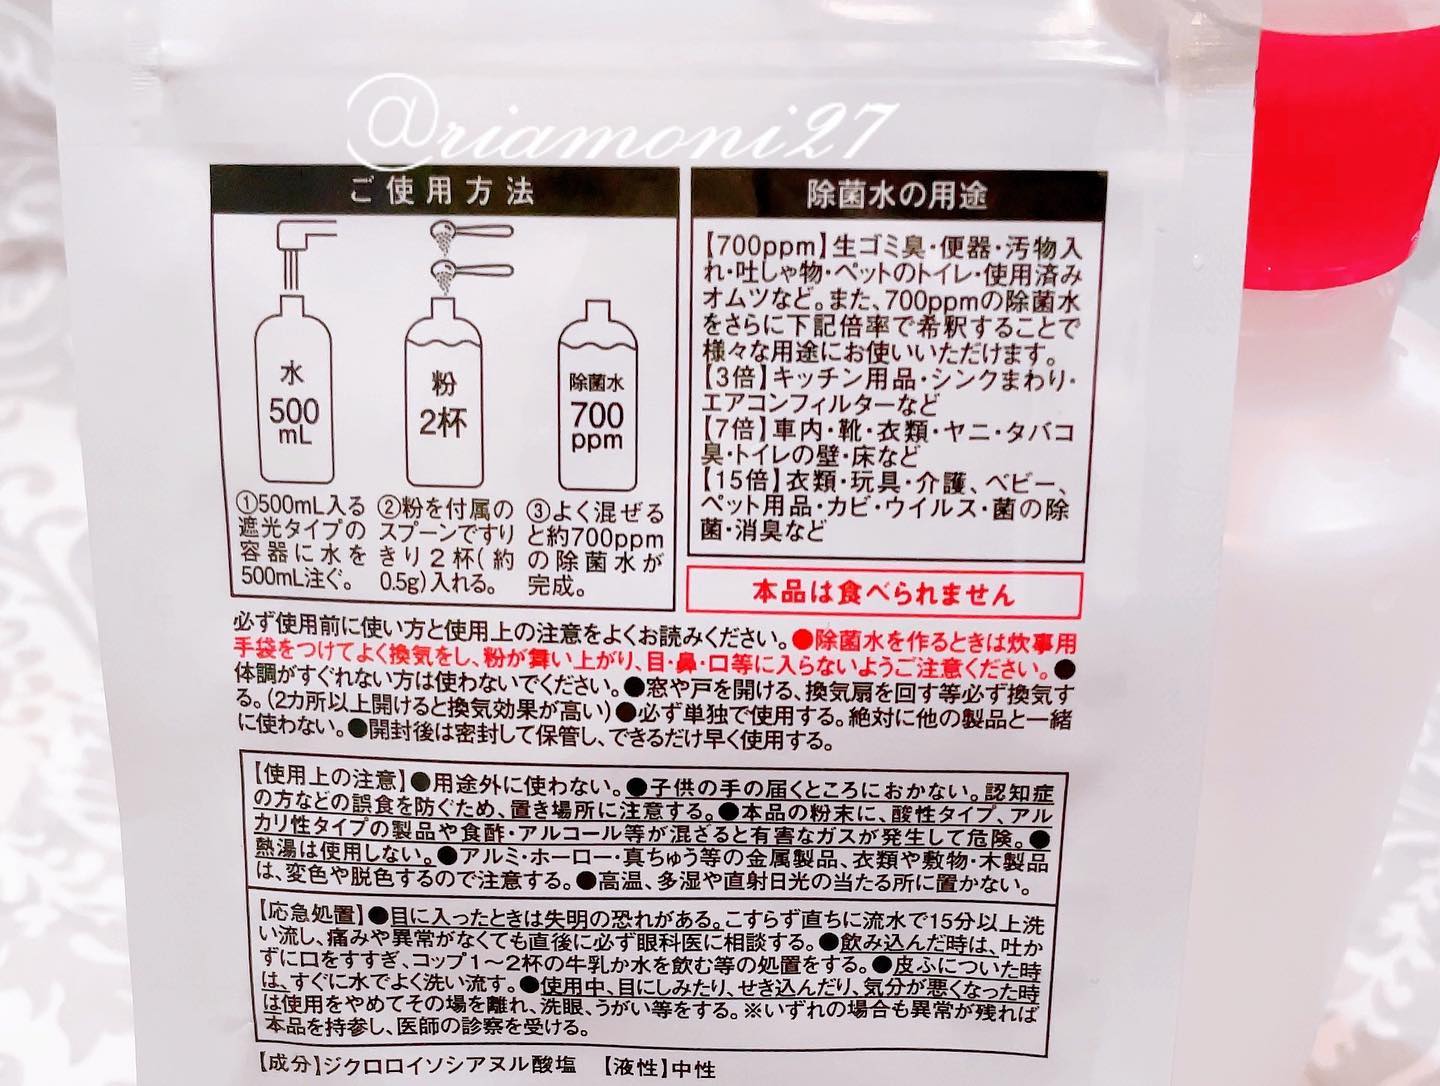 @riamoni27
ご使用方法
水
500
mL
粉
2杯
除菌水
700
ppm
①500mL入る
遮光タイプの
容器に水を
500mL注ぐ。
②粉を付属の
スプーンですり
きり2杯(約
0.5g)入れる。
③よく混ぜる
と約700ppm
の除菌水が
完成。
除菌水の用途
【700ppm】生ゴミ臭・便器・汚物入
れ・吐しゃ物・ペットのトイレ・使用済み
オムツなど。また、700ppmの除菌水
をさらに下記倍率で希釈することで
様々な用途にお使いいただけます。
【3倍】キッチン用品・シンクまわり・
エアコンフィルターなど
【7倍】車内・靴・衣類・ヤニ・タバコ
臭・トイレの壁・床など
【15倍】衣類・玩具・介護、ベビー、
ペット用品・カビ・ウイルス・菌の除
菌・消臭など
本品は食べられません
必ず使用前に使い方と使用上の注意をよくお読みください。●除菌水を作るときは炊事用
手袋をつけてよく換気をし、粉が舞い上がり、目・鼻・口等に入らないようご注意ください。●
体調がすぐれない方は使わないでください。●窓や戸を開ける、換気扇を回す等必ず換気す
る。(2カ所以上開けると換気効果が高い)●必ず単独で使用する。絶対に他の製品と一緒
に使わない。●開封後は密封して保管し、できるだけ早く使用する。
【使用上の注意】●用途外に使わない。●子供の手の届くところにおかない。認知症
の方などの誤食を防ぐため、置き場所に注意する。●本品の粉末に、酸性タイプ、アル
カリ性タイプの製品や食酢・アルコール等が混ざると有害なガスが発生して危険。●
熱湯は使用しない。●アルミ・ホーロー・真ちゅう等の金属製品、衣類や敷物・木製品
は、変色や脱色するので注意する。●高温、多湿や直射日光の当たる所に置かない。
【応急処置】●目に入ったときは失明の恐れがある。こすらず直ちに流水で15分以上洗
い流し、痛みや異常がなくても直後に必ず眼科医に相談する。●飲み込んだ時は、吐か
ずに口をすすぎ、コップ1〜2杯の牛乳か水を飲む等の処置をする。●皮ふについた時
は、すぐに水でよく洗い流す。●使用中、目にしみたり、せき込んだり、気分が悪くなった時
は使用をやめてその場を離れ、洗眼、うがい等をする。※いずれの場合も異常が残れば
本品を持参し、医師の診察を受ける。
【成分】ジクロロイソシアヌル酸塩 【液性】中性